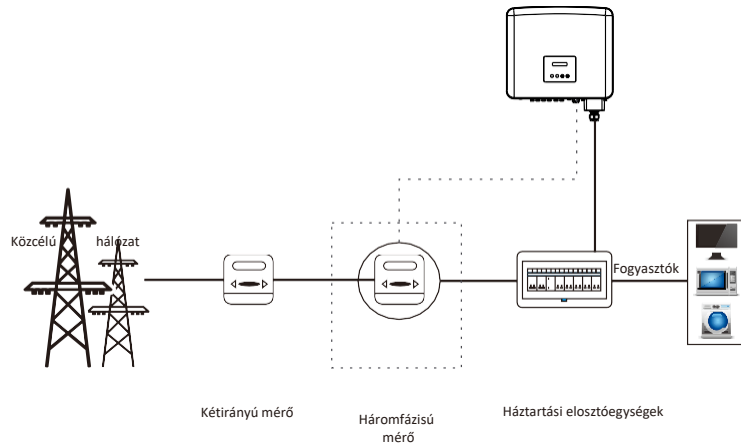 Közcélú hálózat
Fogyasztók
Kétirányú mérő
Háromfázisú
mérő
Háztartási elosztóegységek